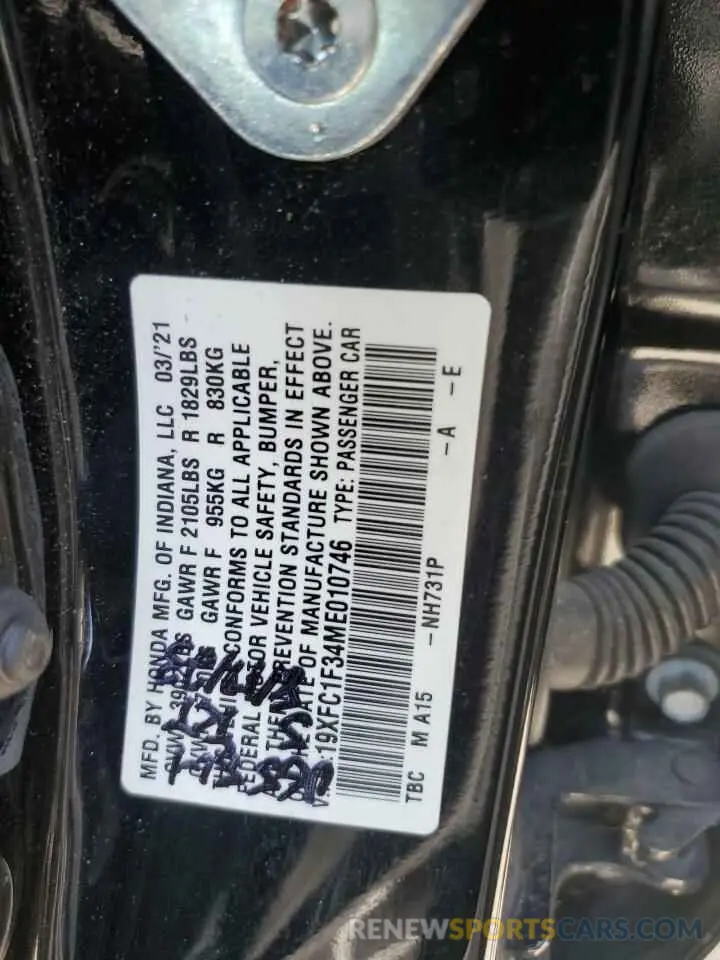 MFD. BY HONDA MFG. OF INDIANA, LLC 03/'21
GAWR F 2105LBS R 1829LBS
GAWR F 955KG R 830KG
CONFORMS TO ALL APPLICABLE
FEDERAL VEHICLE SAFETY, BUMPER,
PREVENTION STANDARDS IN EFFECT
OF MANUFACTURE SHOWN ABOVE.
19XFC1F34ME010746 TYPE: PASSENGER CAR
TBC M A15 -NH731P -A -E
RENEWSPORTSCARS.COM